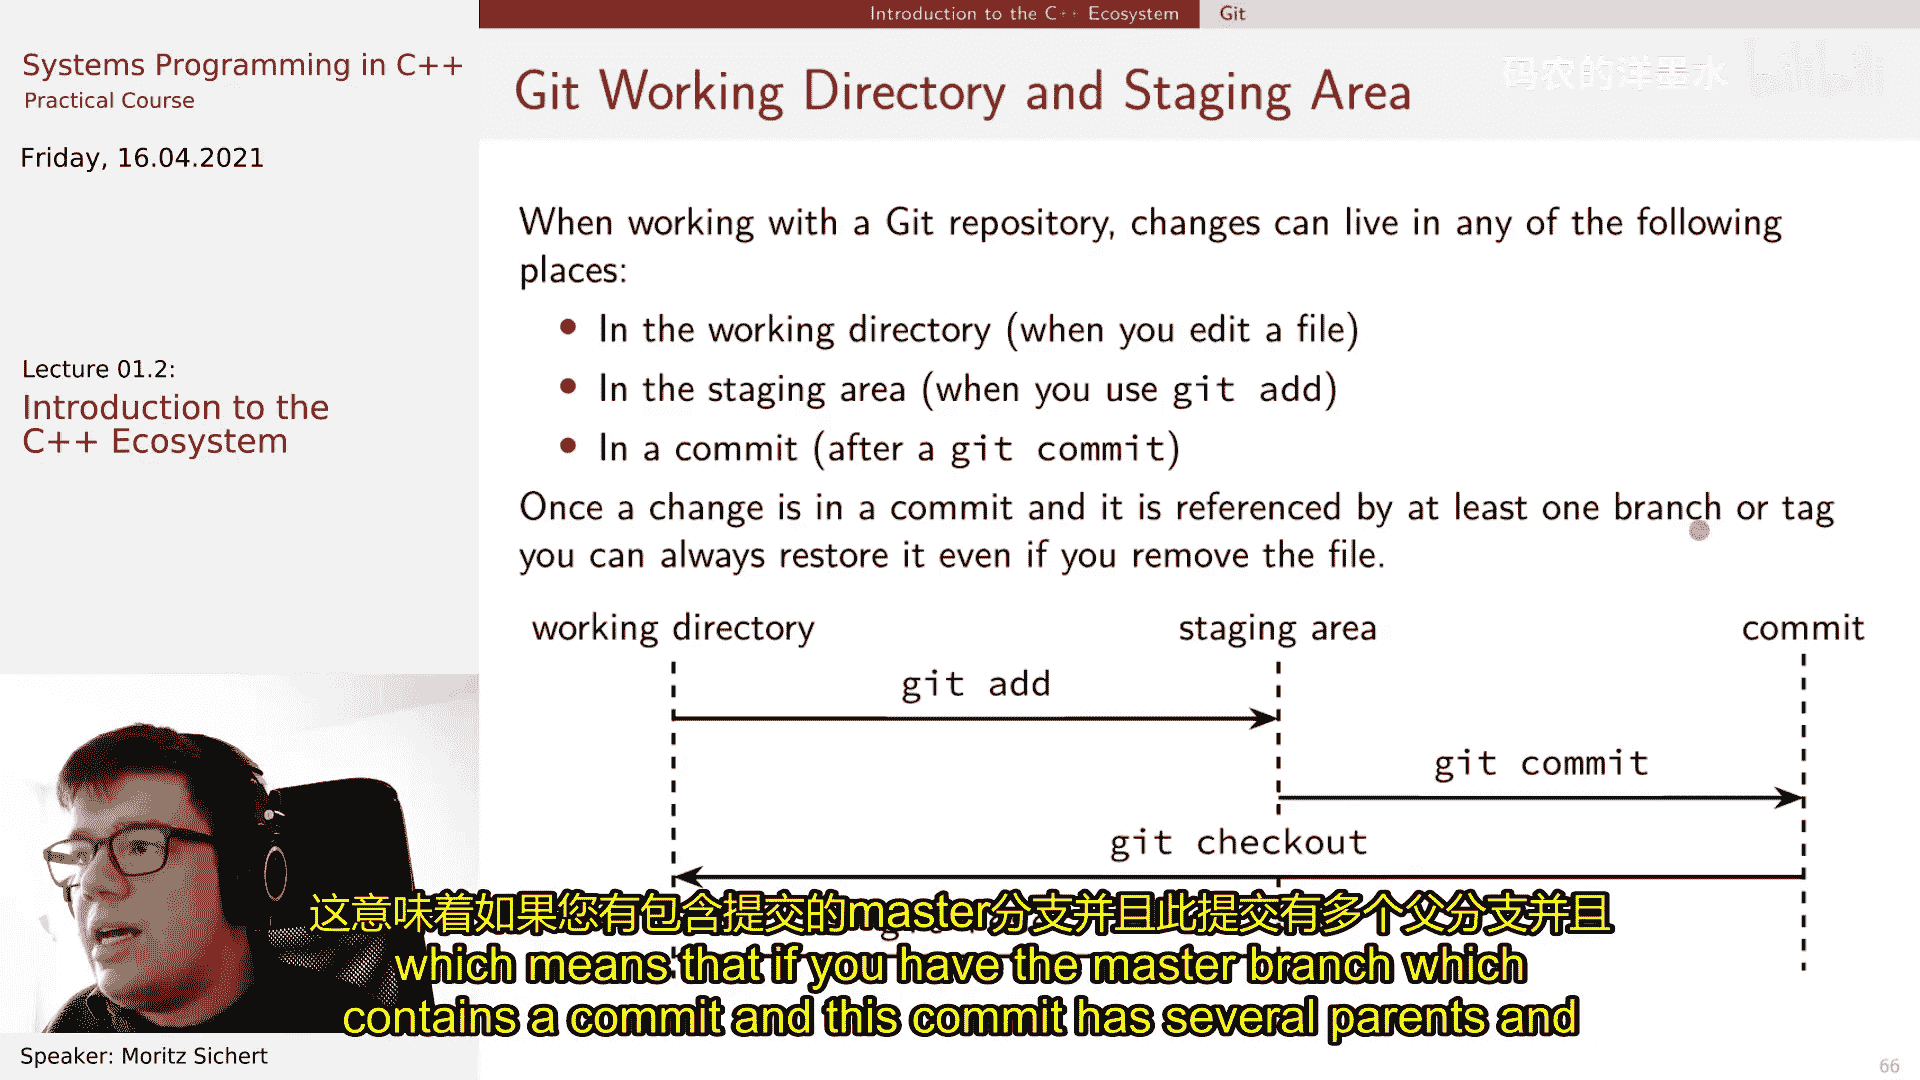 Introduction to the C++ Ecosystem
Git
Systems Programming in C++
Practical Course
Friday, 16.04.2021
Lecture 01.2:
Introduction to the
C++ Ecosystem
Git Working Directory and Staging Area
码农的洋墨水
bilibili
When working with a Git repository, changes can live in any of the following
places:
• In the working directory (when you edit a file)
• In the staging area (when you use git add)
• In a commit (after a git commit)
Once a change is in a commit and it is referenced by at least one branch or tag
you can always restore it even if you remove the file.
working directory
staging area
commit
git add
git commit
git checkout
这意味着如果您有包含提交的master分支并且此提交有多个父分支并且
which means that if you have the master branch which
contains a commit and this commit has several parents and
Speaker: Moritz Sichert
66